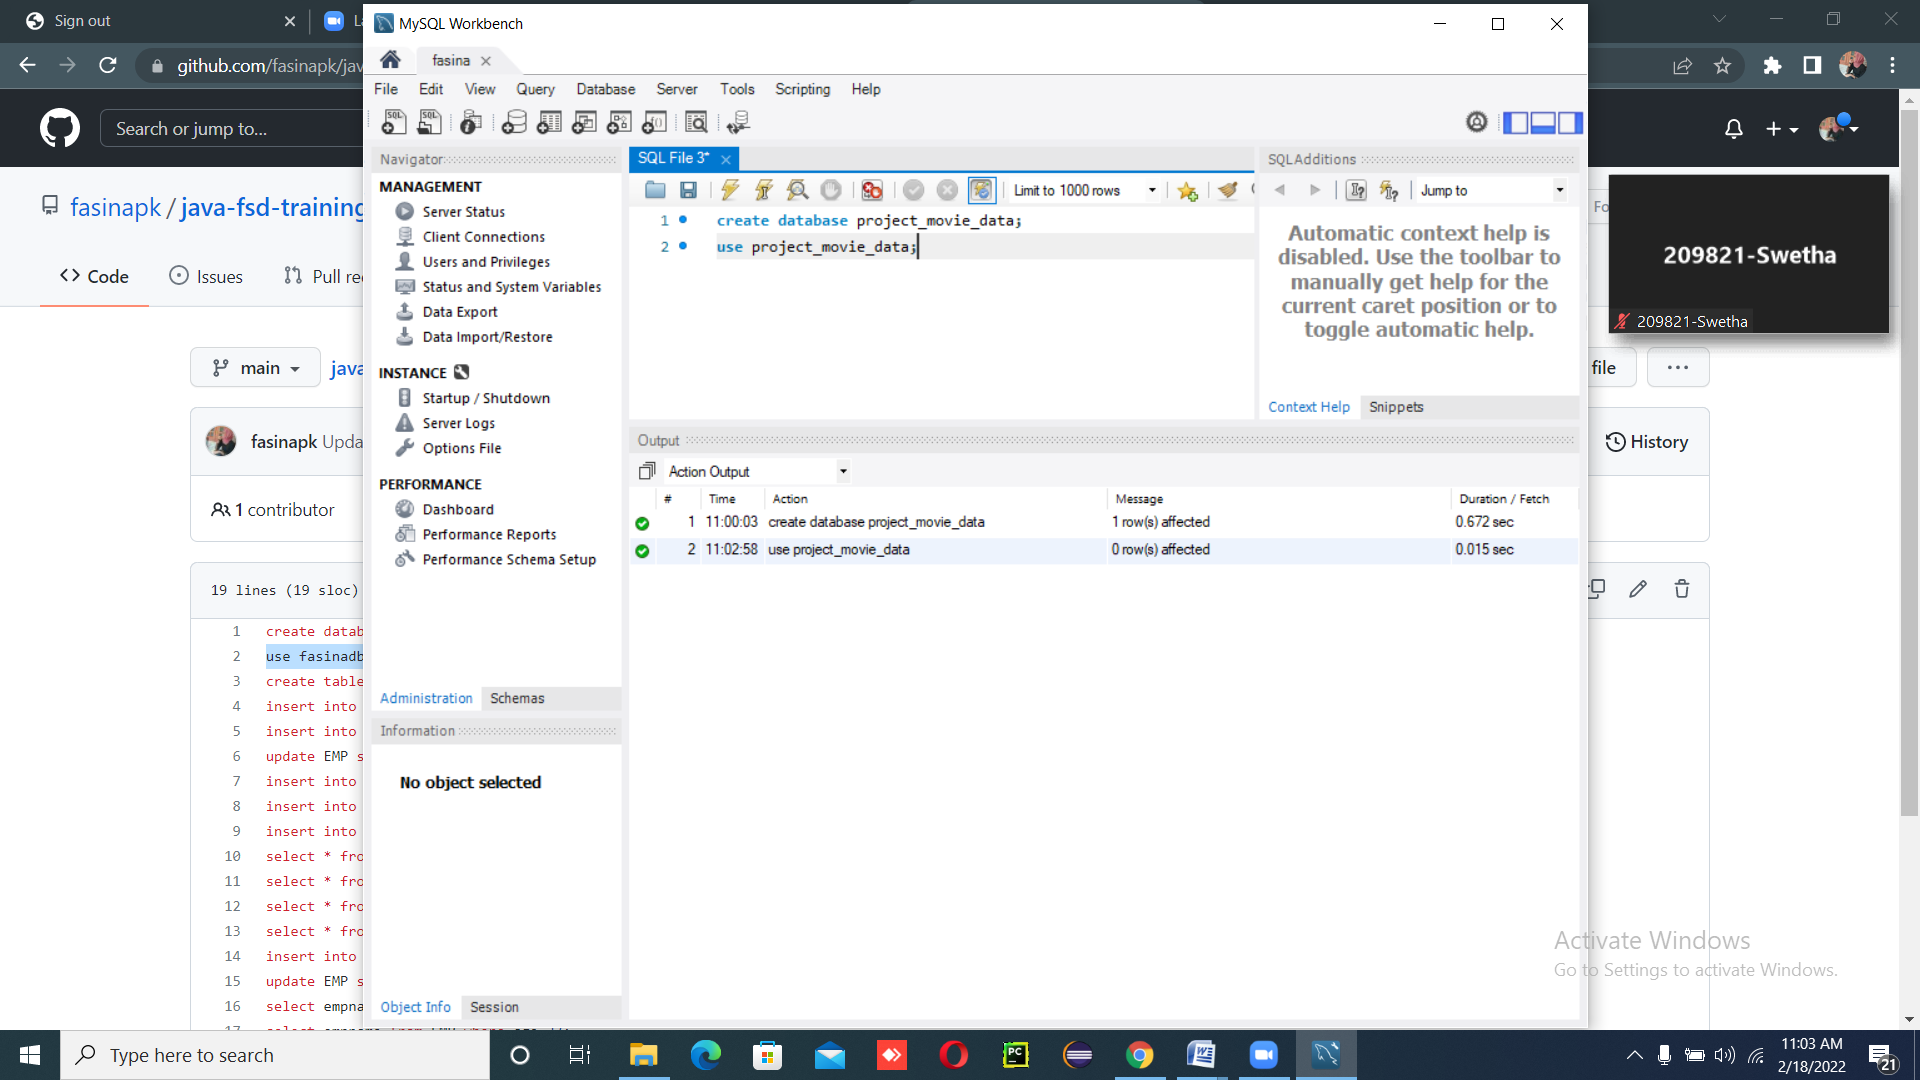 Sign out
La
github.com/fasinapk/jav
Search or jump to...
fasinapk / java-fsd-training
Code
Issues
Pull re
main
java
fasinapk Upda
1 contributor
19 lines (19 sloc)
1 create datab
2 use fasinadb
3 create table
4 insert into
5 insert into
6 update EMP s
7 insert into
8 insert into
9 insert into
10 select * fro
11 select * fro
12 select * fro
13 select * fro
14 insert into
15 update EMP s
16 select empna
MySQL Workbench
fasina
File Edit View Query Database Server Tools Scripting Help
Navigator
MANAGEMENT
Server Status
Client Connections
Users and Privileges
Status and System Variables
Data Export
Data Import/Restore
INSTANCE
Startup / Shutdown
Server Logs
Options File
PERFORMANCE
Dashboard
Performance Reports
Performance Schema Setup
Administration Schemas
Information
No object selected
Object Info Session
SQL File 3*
Limit to 1000 rows
1 create database project_movie_data;
2 use project_movie_data;
SQLAdditions
Jump to
Automatic context help is
disabled. Use the toolbar to
manually get help for the
current caret position or to
toggle automatic help.
Context Help Snippets
Output
Action Output
# Time Action Message Duration / Fetch
1 11:00:03 create database project_movie_data 1 row(s) affected 0.672 sec
2 11:02:58 use project_movie_data 0 row(s) affected 0.015 sec
Fo
209821-Swetha
209821-Swetha
file
History
Activate Windows
Go to Settings to activate Windows.
Type here to search
PC
11:03 AM
2/18/2022
21